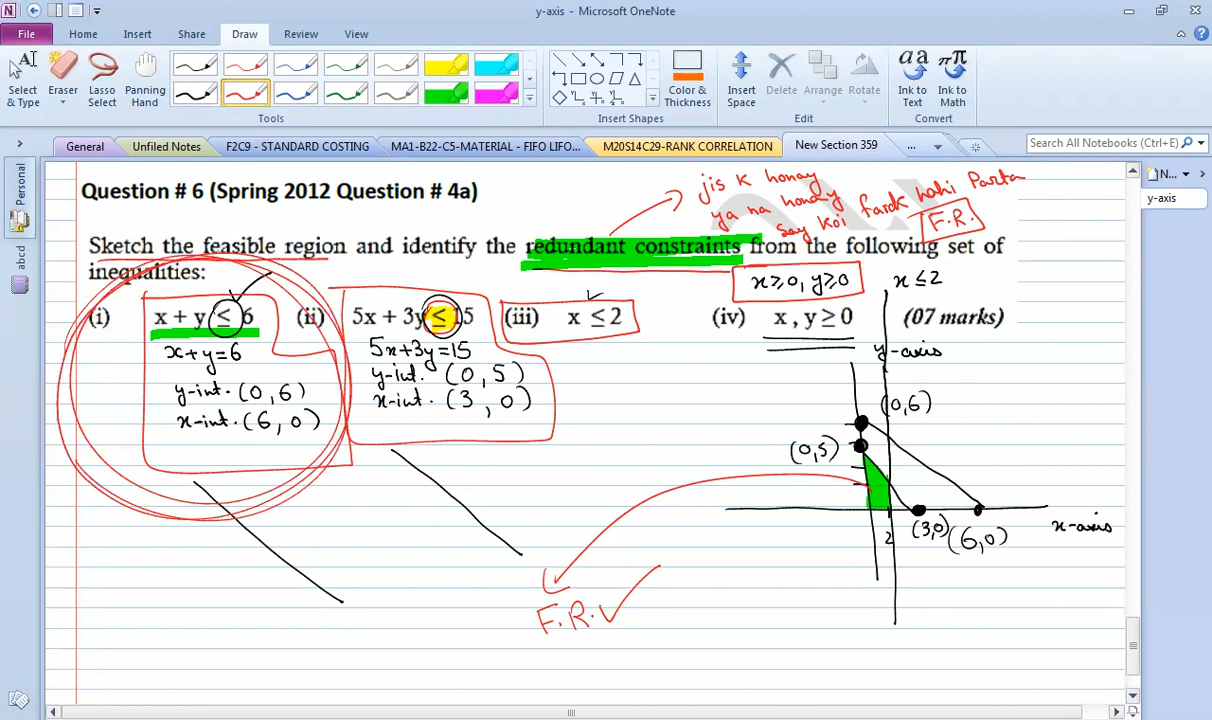 y-axis - Microsoft OneNote
File Home Insert Share Draw Review View
Select & Type Eraser Lasso Select Panning Hand Color & Thickness Insert Space Delete Arrange Rotate Ink to Text Ink to Math
Tools Insert Shapes Edit Convert
General Unfiled Notes F2C9 - STANDARD COSTING MA1-B22-C5-MATERIAL - FIFO LIFO... M20S14C29-RANK CORRELATION New Section 359 ... Search All Notebooks (Ctrl+E)
N...
y-axis
Personal
abcd
Question # 6 (Spring 2012 Question # 4a)
jis k honay
ya na honay
say koi farak nahi Parta
F.R.
Sketch the feasible region and identify the redundant constraints from the following set of
inequalities:
x≥0, y≥0
x ≤ 2
(i) x + y ≤ 6 (ii) 5x + 3y ≤ 15 (iii) x ≤ 2 (iv) x , y ≥ 0 (07 marks)
x+y=6
5x+3y=15
y-axis
y-int. (0, 6)
x-int. (6, 0)
y-int. (0, 5)
x-int. (3, 0)
(0,6)
(0,5)
2 (3,0) (6,0) x-axis
F.R.